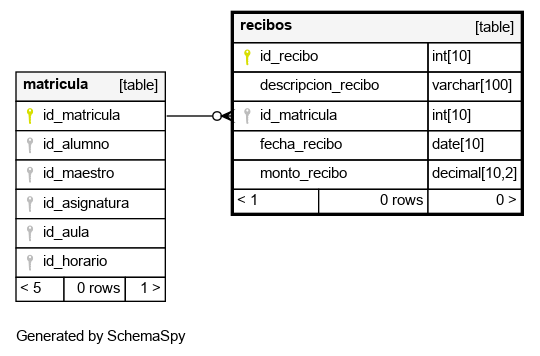 recibos [table]
id_recibo int[10]
descripcion_recibo varchar[100]
id_matricula int[10]
fecha_recibo date[10]
monto_recibo decimal[10,2]
< 1 0 rows 0 >
matricula [table]
id_matricula
id_alumno
id_maestro
id_asignatura
id_aula
id_horario
< 5 0 rows 1 >
Generated by SchemaSpy